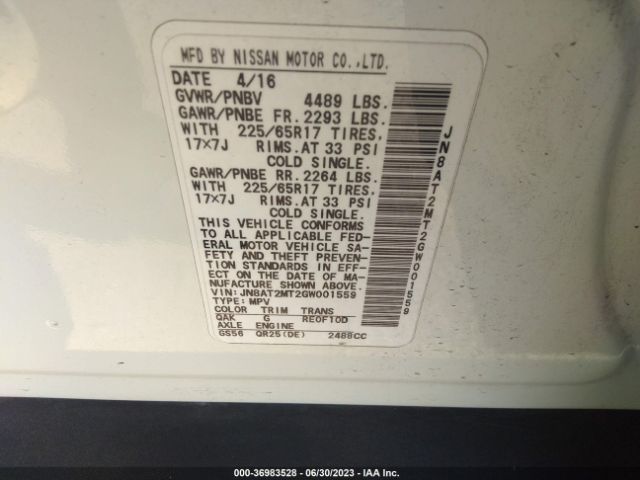 MFD BY NISSAN MOTOR CO.,LTD.
DATE 4/16
GVWR/PNBV 4489 LBS.
GAWR/PNBE FR. 2293 LBS.
WITH 225/65R17 TIRES,
17×7J RIMS.AT 33 PSI
COLD SINGLE.
GAWR/PNBE RR. 2264 LBS.
WITH 225/65R17 TIRES,
17×7J RIMS.AT 33 PSI
COLD SINGLE.
THIS VEHICLE CONFORMS
TO ALL APPLICABLE FED-
ERAL MOTOR VEHICLE SA-
FETY AND THEFT PREVEN-
TION STANDARDS IN EFF-
ECT ON THE DATE OF MA-
NUFACTURE SHOWN ABOVE.
VIN: JN8AT2MT2GW001559
TYPE: MPV
COLOR TRIM TRANS
QAK G RE0F10D
AXLE ENGINE
GS56 QR25(DE) 2488CC
JN8AT2MT2GW001559
000-36983528 - 06/30/2023 - IAA Inc.